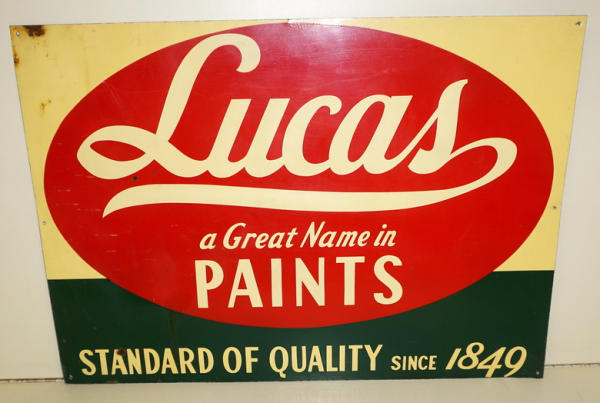 Lucas
a Great Name in
PAINTS
STANDARD OF QUALITY SINCE 1849